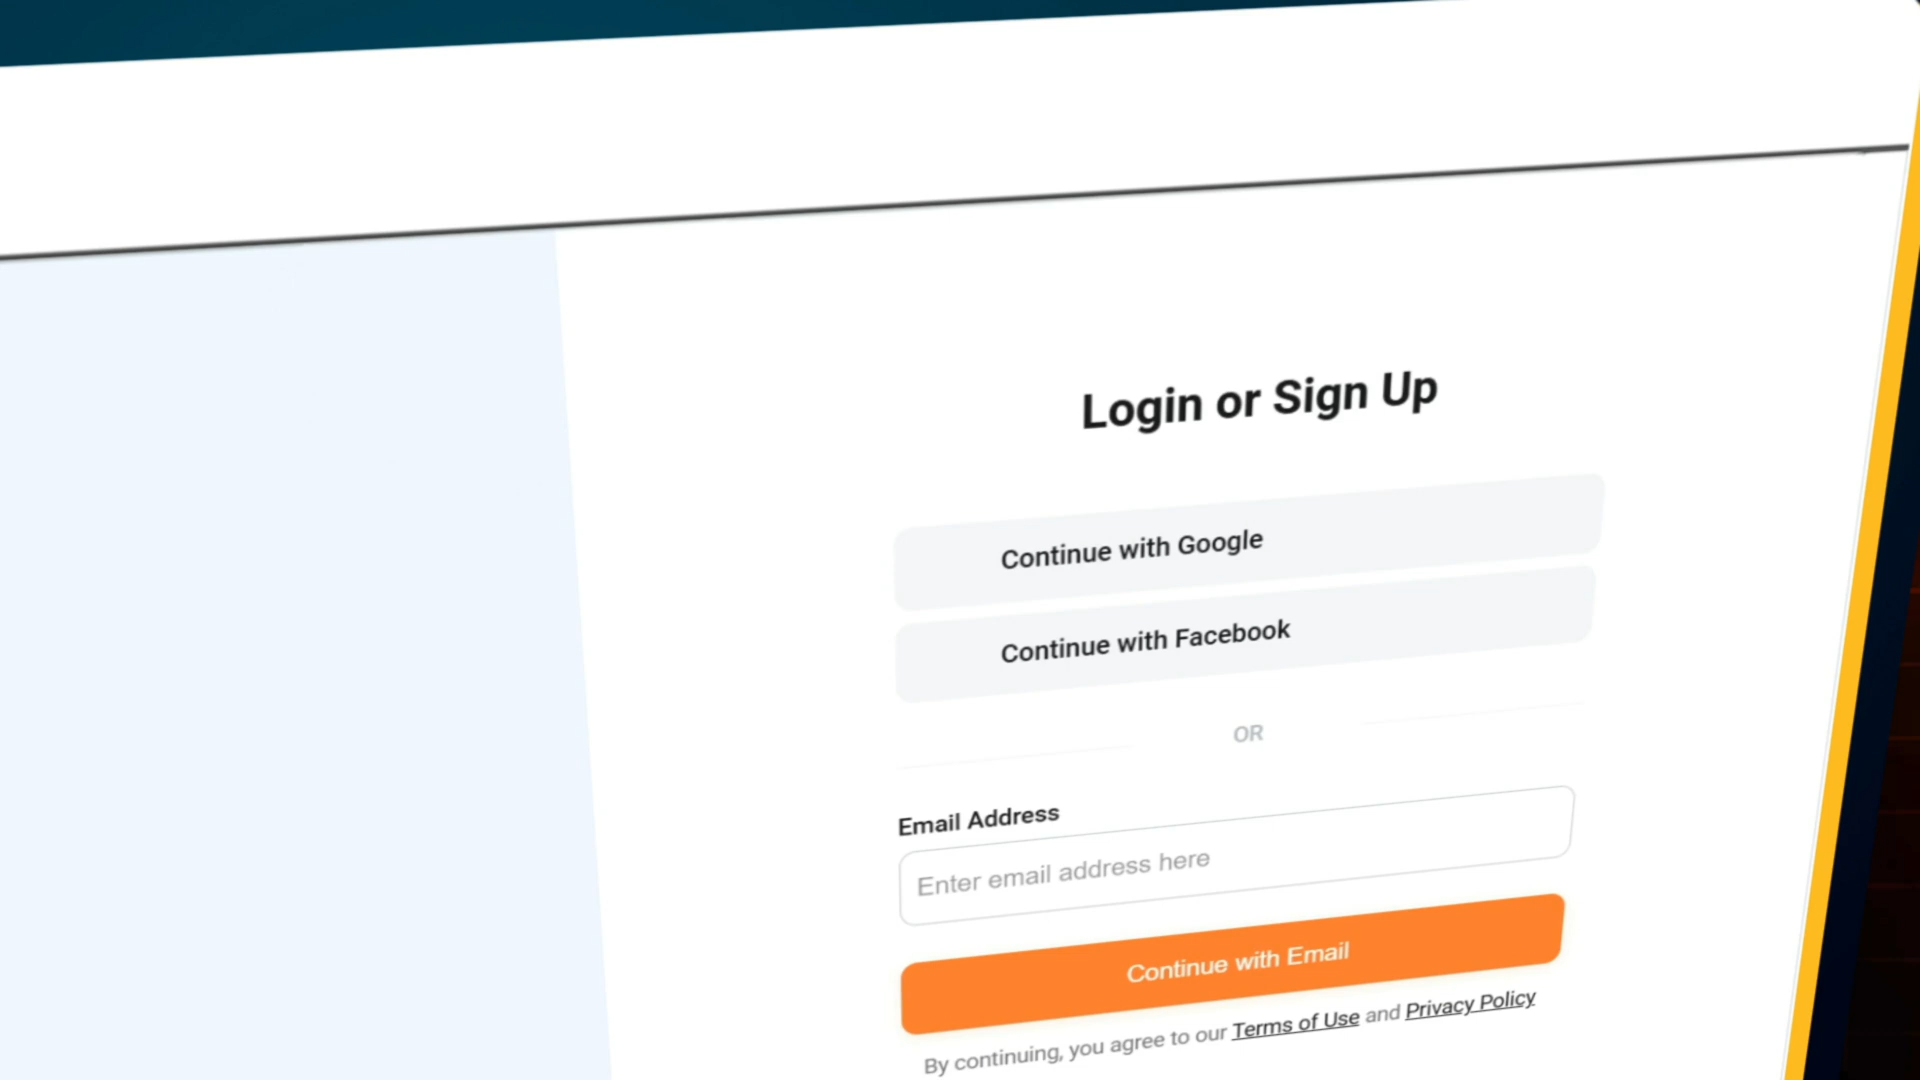 Login or Sign Up
Continue with Google
Continue with Facebook
OR
Email Address
Enter email address here
Continue with Email
By continuing, you agree to our Terms of Use and Privacy Policy